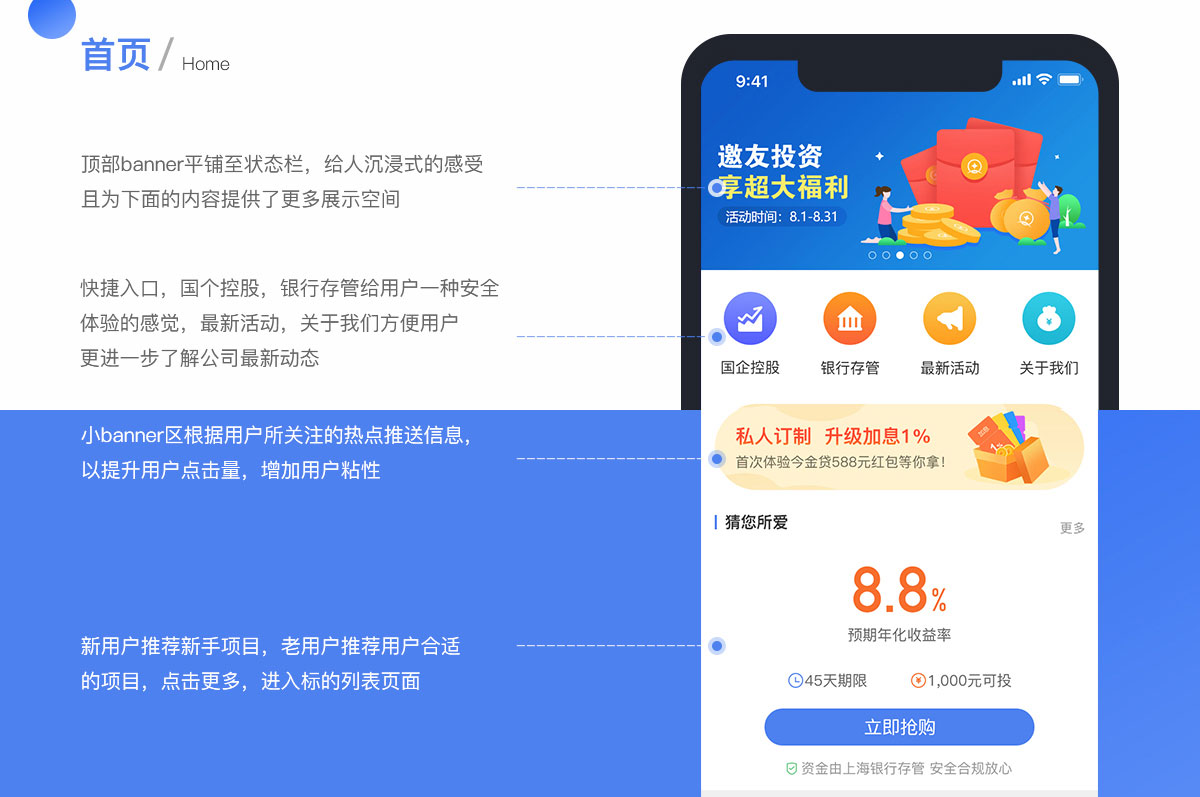 首页/ Home
顶部banner平铺至状态栏，给人沉浸式的感受
且为下面的内容提供了更多展示空间
快捷入口，国个控股，银行存管给用户一种安全
体验的感觉，最新活动，关于我们方便用户
更进一步了解公司最新动态
小banner区根据用户所关注的热点推送信息，
以提升用户点击量，增加用户粘性
新用户推荐新手项目，老用户推荐用户合适
的项目，点击更多，进入标的列表页面
9:41
邀友投资
享超大福利
活动时间：8.1-8.31
国企控股 银行存管 最新活动 关于我们
私人订制 升级加息1%
首次体验今金贷588元红包等你拿！
猜您所爱
更多
8.8%
预期年化收益率
45天期限 1,000元可投
立即抢购
资金由上海银行存管 安全合规放心